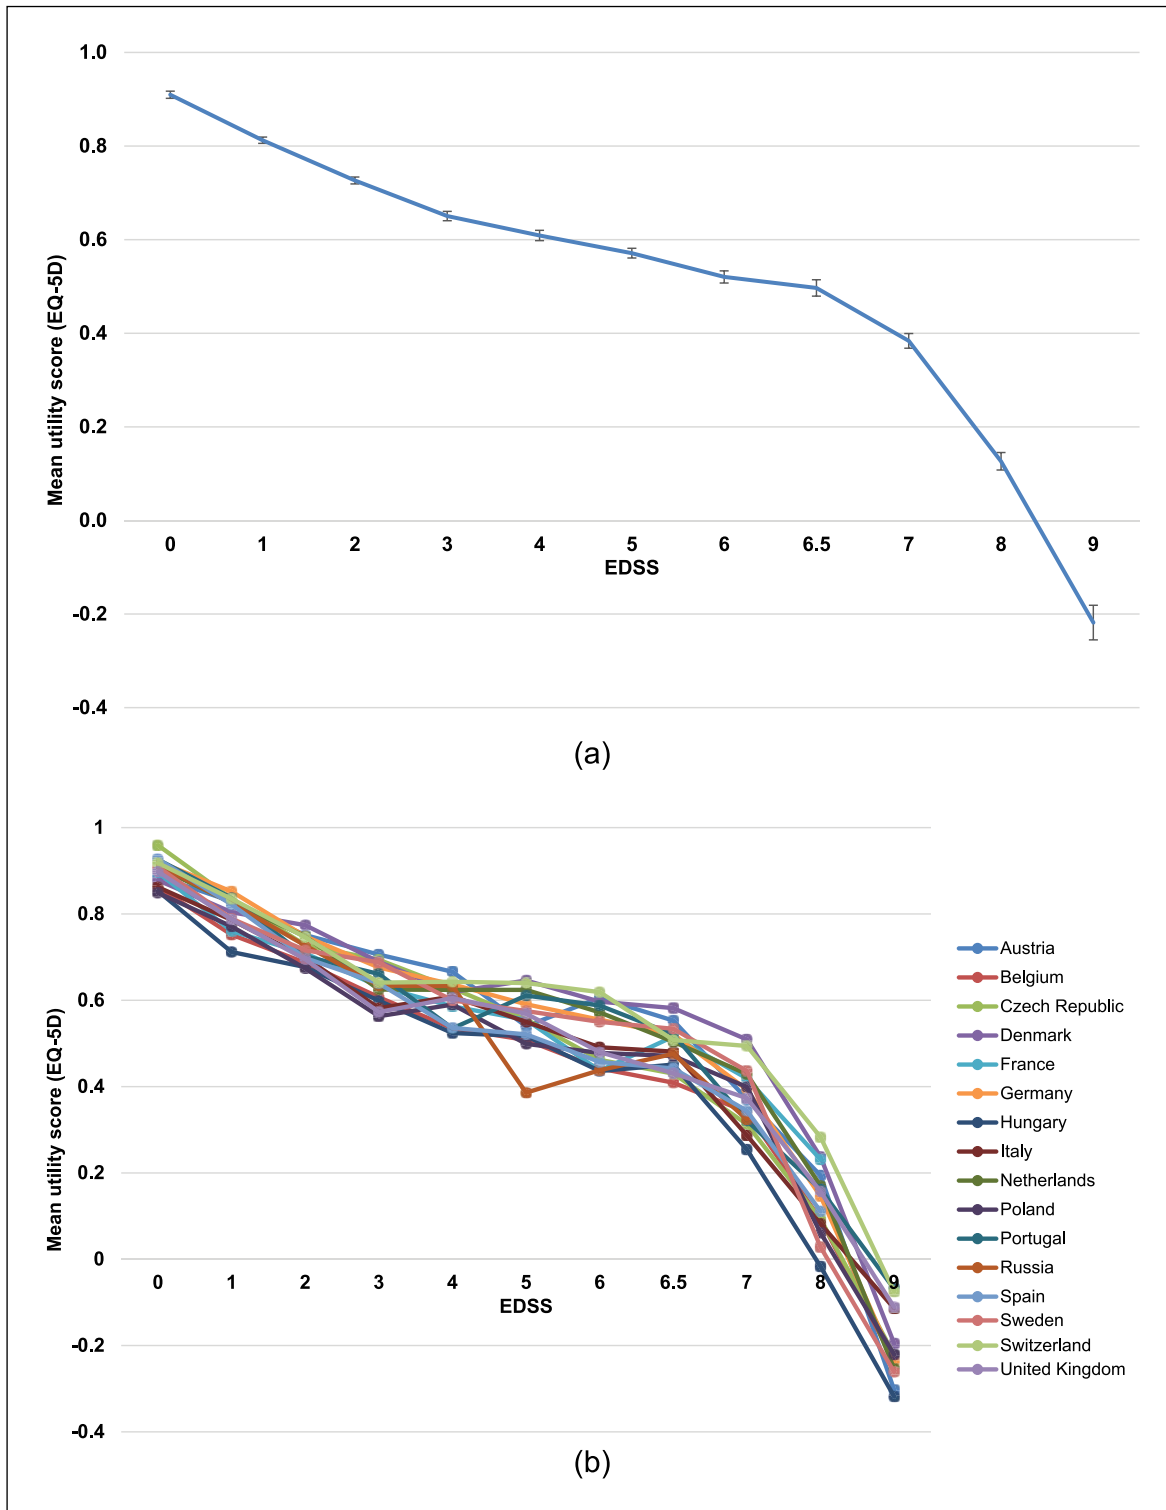 1.0
0.8
0.6
0.4
0.2
0.0
-0.2
-0.4
Mean utility score (EQ-5D)
0 1 2 3 4 5 6 6.5 7 8 9
EDSS
(a)
1
0.8
0.6
0.4
0.2
0
-0.2
-0.4
Mean utility score (EQ-5D)
0 1 2 3 4 5 6 6.5 7 8 9
EDSS
Austria
Belgium
Czech Republic
Denmark
France
Germany
Hungary
Italy
Netherlands
Poland
Portugal
Russia
Spain
Sweden
Switzerland
United Kingdom
(b)